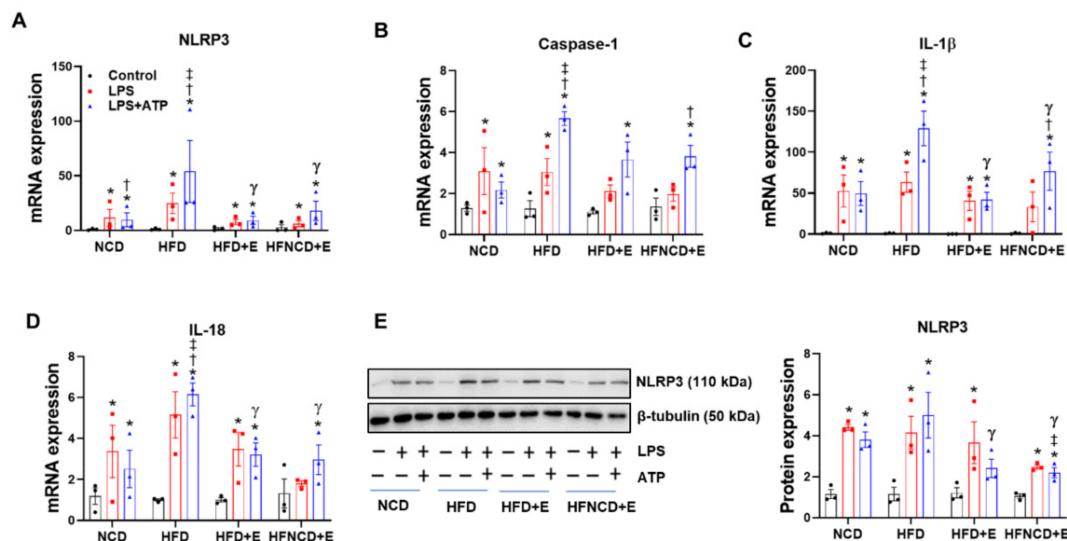 A
NLRP3
Control
LPS
LPS+ATP
mRNA expression
150
100
50
0
‡
†
*
* * * * * *
†
γ
γ
NCD HFD HFD+E HFNCD+E
B
Caspase-1
mRNA expression
8
6
4
2
0
‡
†
*
* * * * *
†
NCD HFD HFD+E HFNCD+E
C
IL-1β
mRNA expression
200
150
100
50
0
‡
†
*
γ
†
*
* * * * *
γ
NCD HFD HFD+E HFNCD+E
D
IL-18
mRNA expression
8
6
4
2
0
‡
†
*
* * * * * *
γ
γ
NCD HFD HFD+E HFNCD+E
E
NLRP3 (110 kDa)
β-tubulin (50 kDa)
− + + − + + − + + − + + LPS
+ + + + ATP
NCD HFD HFD+E HFNCD+E
NLRP3
Protein expression
8
6
4
2
0
* * * * * *
γ
γ
‡
*
NCD HFD HFD+E HFNCD+E